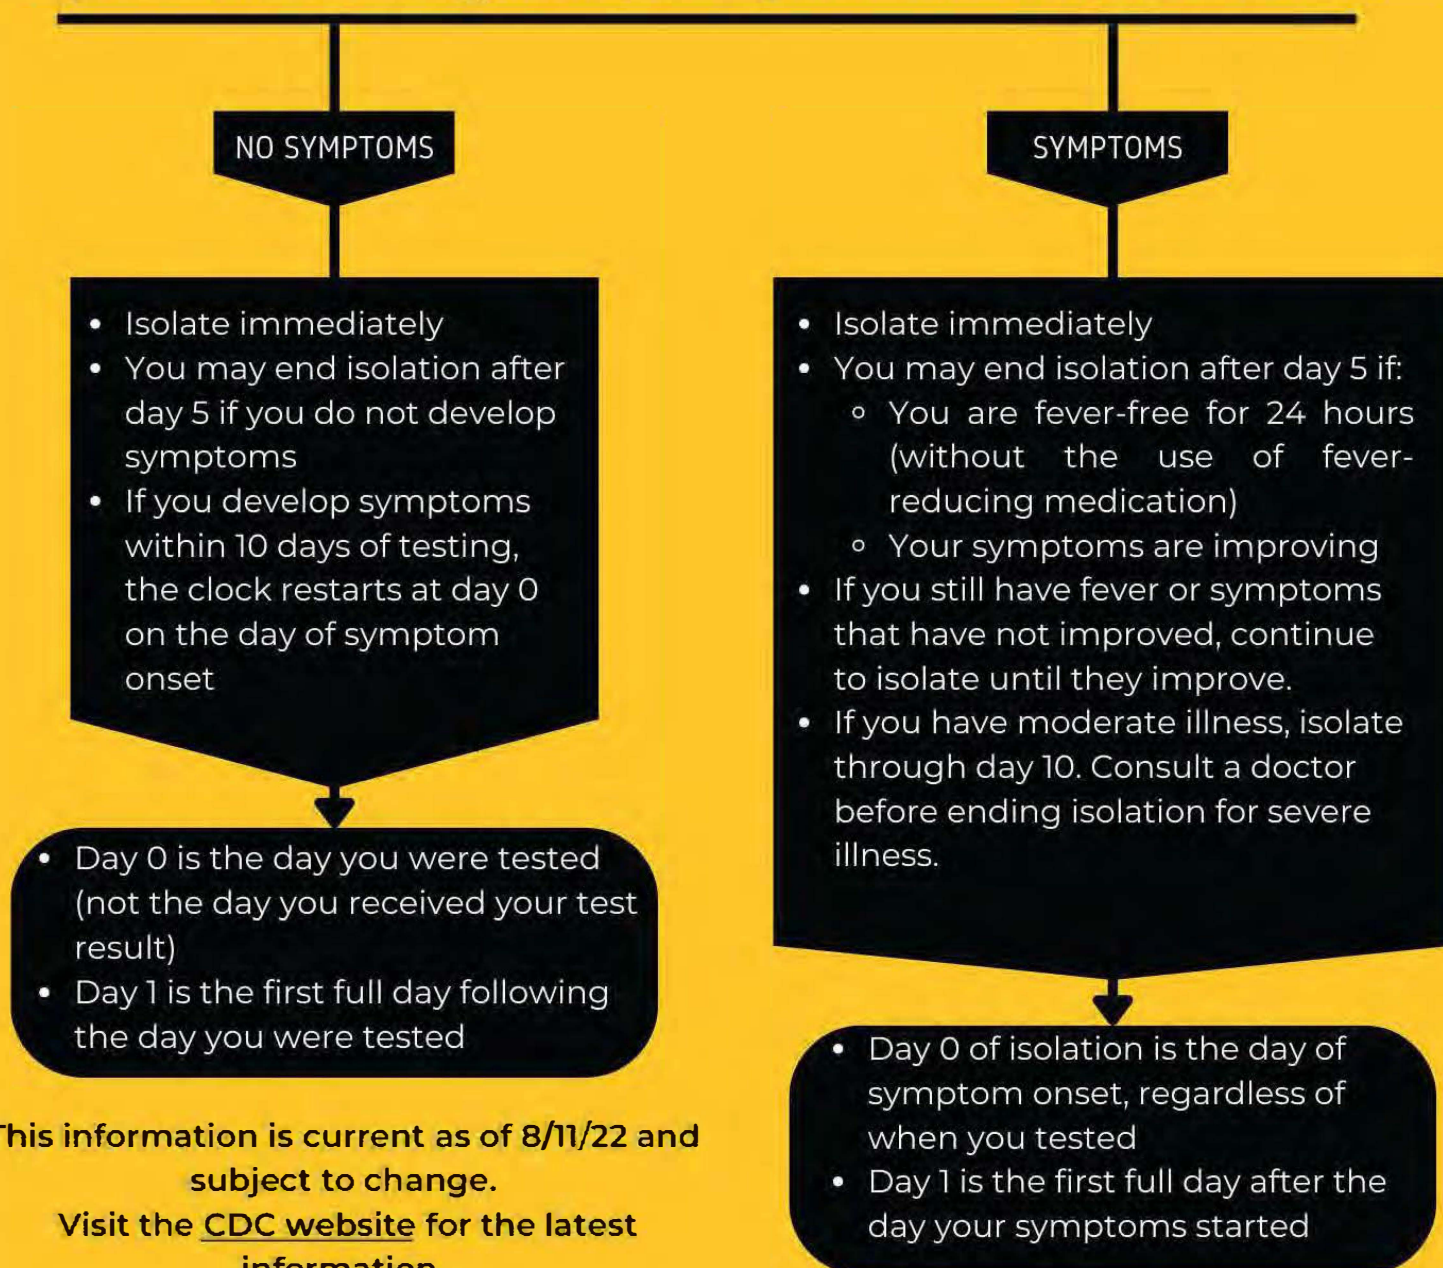 NO SYMPTOMS
• Isolate immediately
• You may end isolation after
day 5 if you do not develop
symptoms
• If you develop symptoms
within 10 days of testing,
the clock restarts at day 0
on the day of symptom
onset
• Day 0 is the day you were tested
(not the day you received your test
result)
• Day 1 is the first full day following
the day you were tested
This information is current as of 8/11/22 and
subject to change.
Visit the CDC website for the latest
information
SYMPTOMS
• Isolate immediately
• You may end isolation after day 5 if:
◦ You are fever-free for 24 hours
(without the use of fever-
reducing medication)
◦ Your symptoms are improving
• If you still have fever or symptoms
that have not improved, continue
to isolate until they improve.
• If you have moderate illness, isolate
through day 10. Consult a doctor
before ending isolation for severe
illness.
• Day 0 of isolation is the day of
symptom onset, regardless of
when you tested
• Day 1 is the first full day after the
day your symptoms started